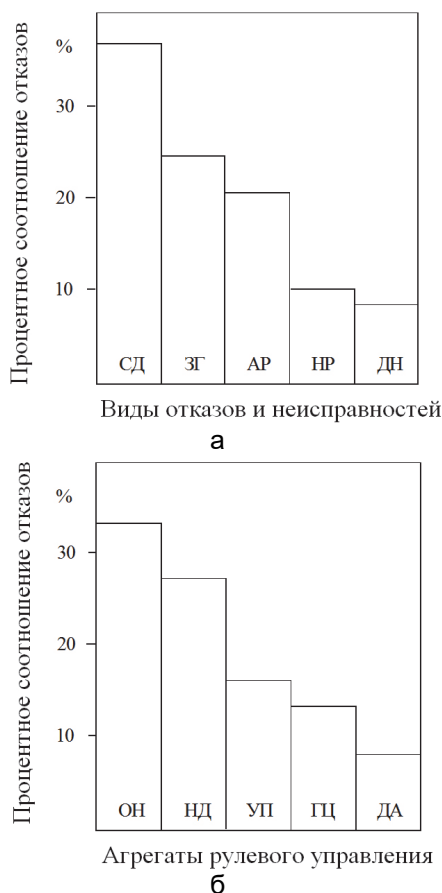 Процентное соотношение отказов
%
30
20
10
СД ЗГ АР НР ДН
Виды отказов и неисправностей
а
Процентное соотношение отказов
%
30
20
10
ОН НД УП ГЦ ДА
Агрегаты рулевого управления
б